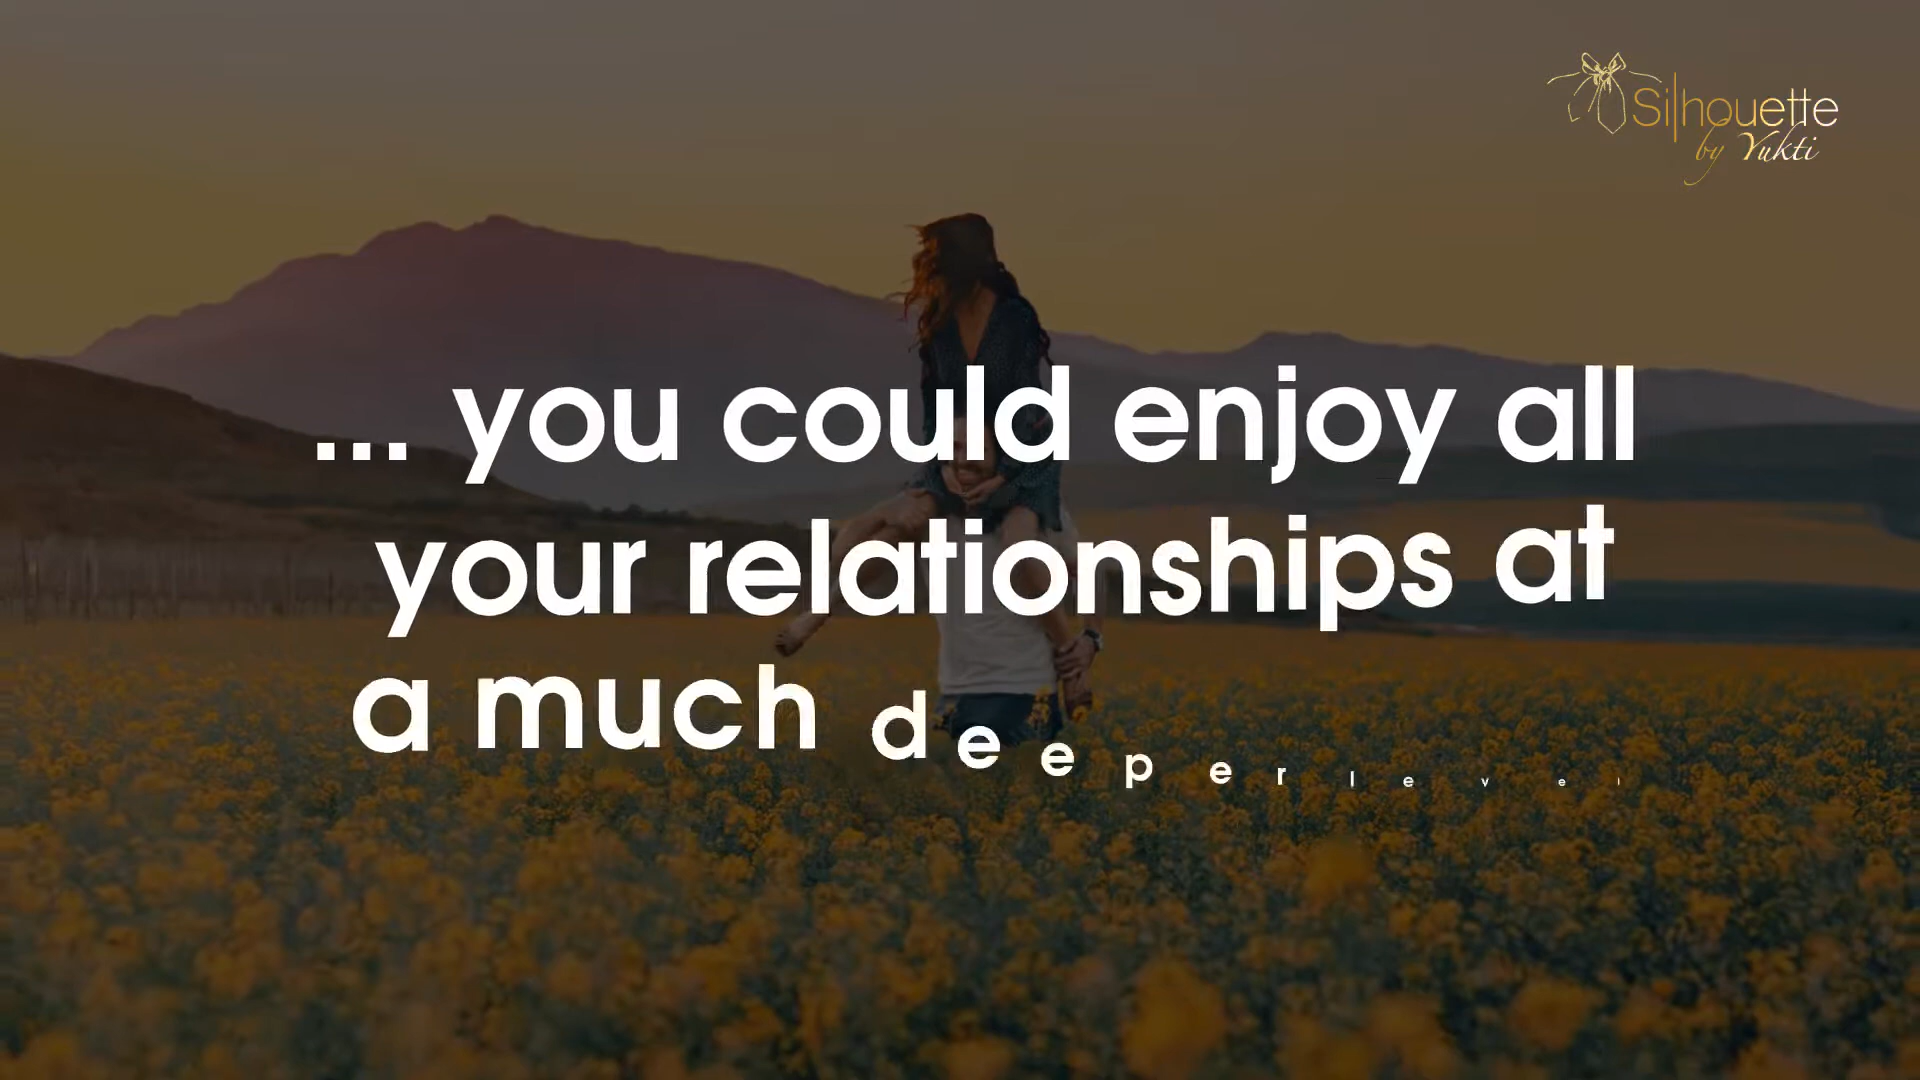 Silhouette
by Yukti
... you could enjoy all
your relationships at
a much deeper level